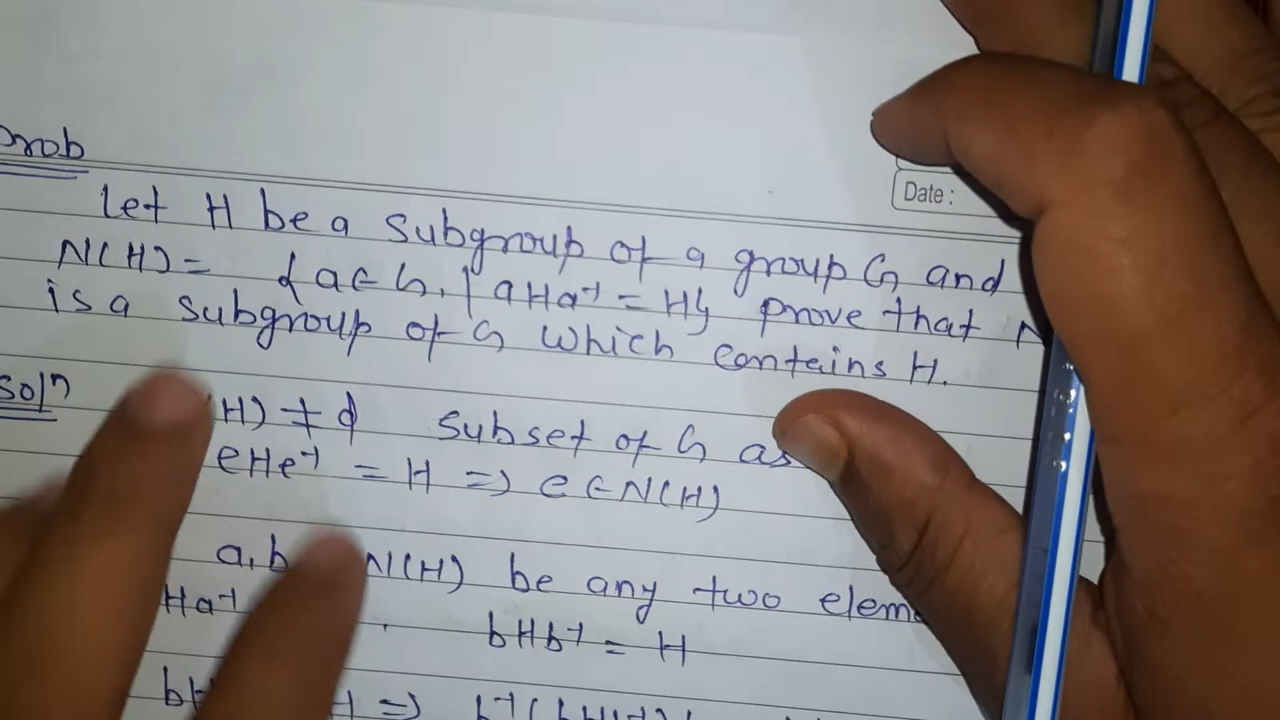 Prob
Date :
Let H be a subgroup of a group G and
N(H) = {a ∈ G | aHa⁻¹ = H} prove that N
is a subgroup of G which contains H.
Solⁿ
H) ≠ ϕ subset of G as
eHe⁻¹ = H => e ∈ N(H)
a, b N(H) be any two elem
Ha⁻¹ bHb⁻¹ = H
=>